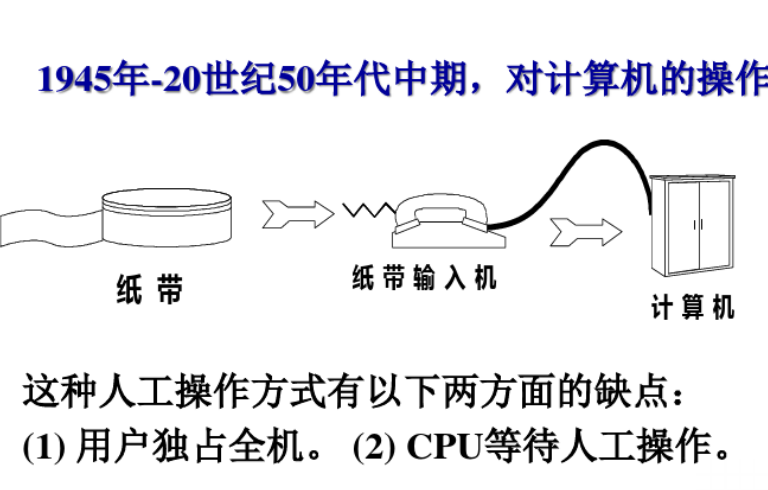 1945年-20世纪50年代中期，对计算机的操作
纸 带
纸 带 输 入 机
计 算 机
这种人工操作方式有以下两方面的缺点：
(1) 用户独占全机。 (2) CPU等待人工操作。